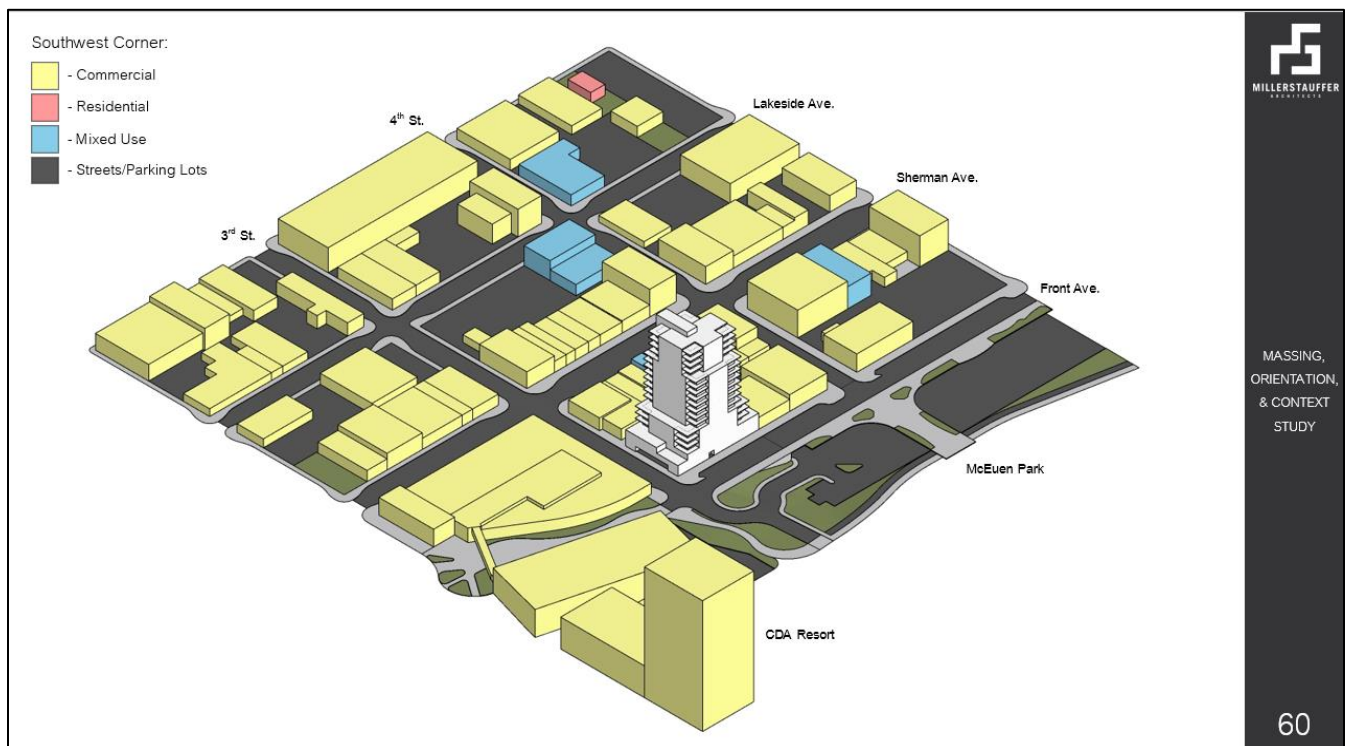 Southwest Corner:
- Commercial
- Residential
- Mixed Use
- Streets/Parking Lots
4th St.
3rd St.
Lakeside Ave.
Sherman Ave.
Front Ave.
McEuen Park
CDA Resort
MILLERSTAUFFER
ARCHITECTS
MASSING,
ORIENTATION,
& CONTEXT
STUDY
60